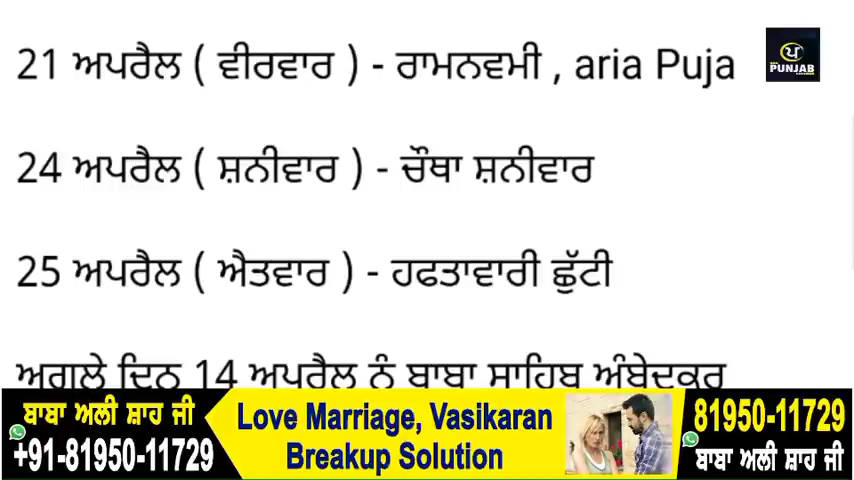 21 ਅਪਰੈਲ ( ਵੀਰਵਾਰ ) - ਰਾਮਨਵਮੀ , aria Puja
ਪ
PUNJAB
24 ਅਪਰੈਲ ( ਸ਼ਨੀਵਾਰ ) - ਚੌਥਾ ਸ਼ਨੀਵਾਰ
25 ਅਪਰੈਲ ( ਐਤਵਾਰ ) - ਹਫਤਾਵਾਰੀ ਛੁੱਟੀ
ਅਗਲੇ ਦਿਨ 14 ਅਪਰੈਲ ਨੂੰ ਬਾਬਾ ਸਾਹਿਬ ਅੰਬੇਦਕਰ
ਬਾਬਾ ਅਲੀ ਸ਼ਾਹ ਜੀ
+91-81950-11729
Love Marriage, Vasikaran
Breakup Solution
81950-11729
ਬਾਬਾ ਅਲੀ ਸ਼ਾਹ ਜੀ